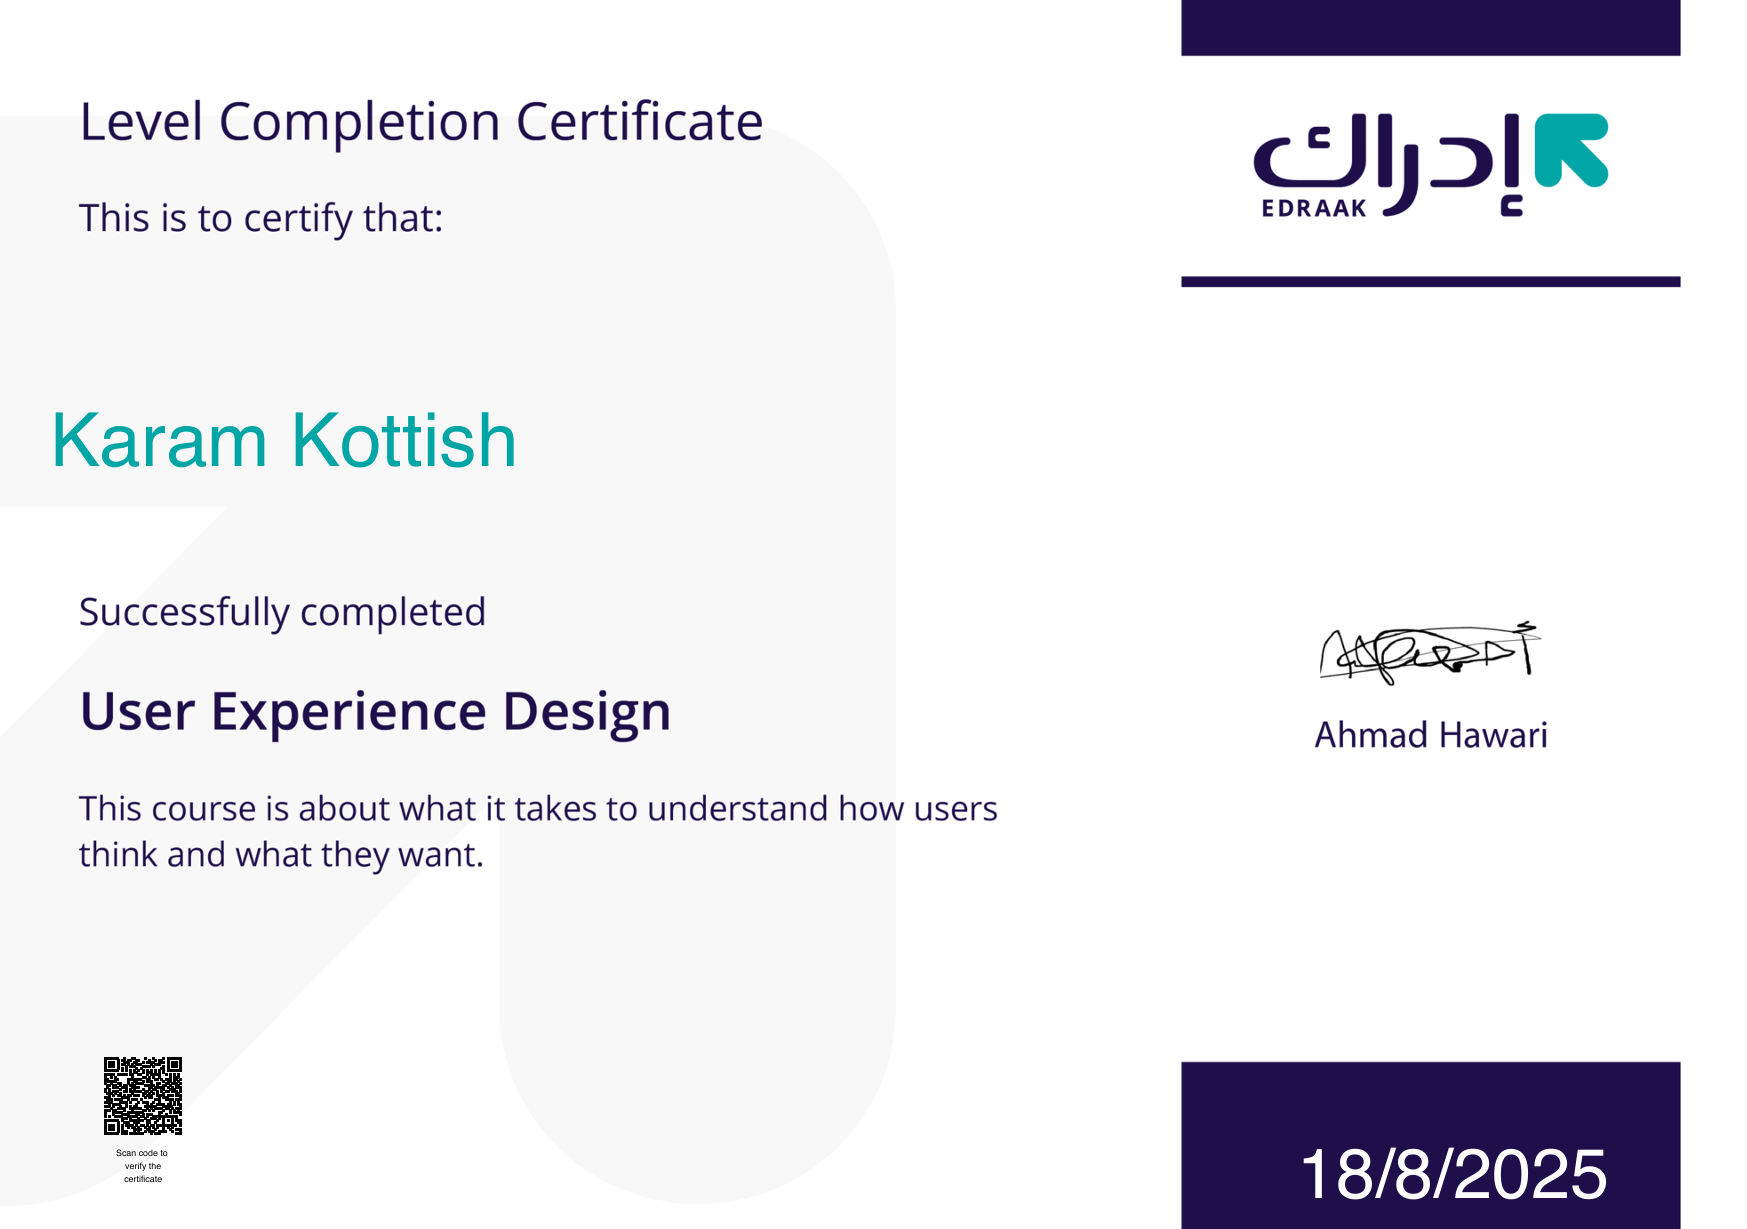 Level Completion Certificate
This is to certify that:
Karam Kottish
Successfully completed
User Experience Design
This course is about what it takes to understand how users
think and what they want.
Scan code to
verify the
certificate
إدراك
EDRAAK
Ahmad Hawari
18/8/2025